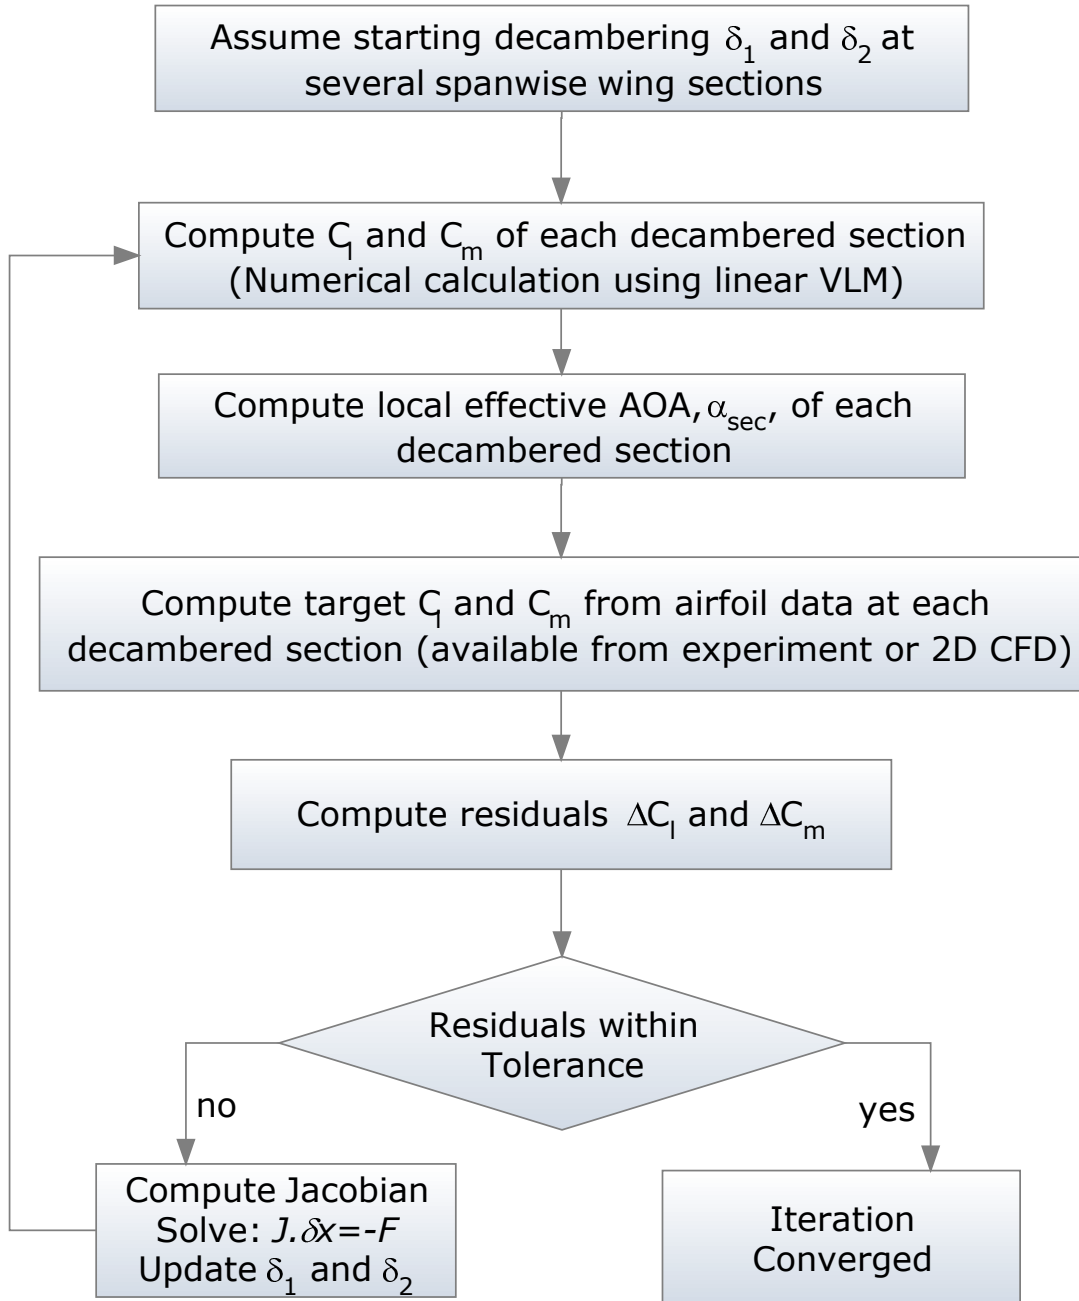 Assume starting decambering δ₁ and δ₂ at
several spanwise wing sections
Compute Cₗ and Cₘ of each decambered section
(Numerical calculation using linear VLM)
Compute local effective AOA, α_sec, of each
decambered section
Compute target Cₗ and Cₘ from airfoil data at each
decambered section (available from experiment or 2D CFD)
Compute residuals ΔCₗ and ΔCₘ
Residuals within
Tolerance
no
yes
Compute Jacobian
Solve: J.δx=-F
Update δ₁ and δ₂
Iteration
Converged